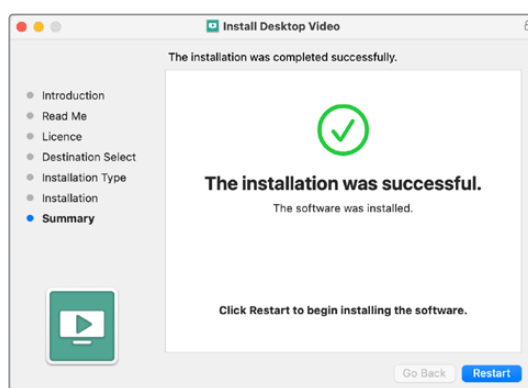 Install Desktop Video
The installation was completed successfully.
Introduction
Read Me
Licence
Destination Select
Installation Type
Installation
Summary
The installation was successful.
The software was installed.
Click Restart to begin installing the software.
Go Back
Restart